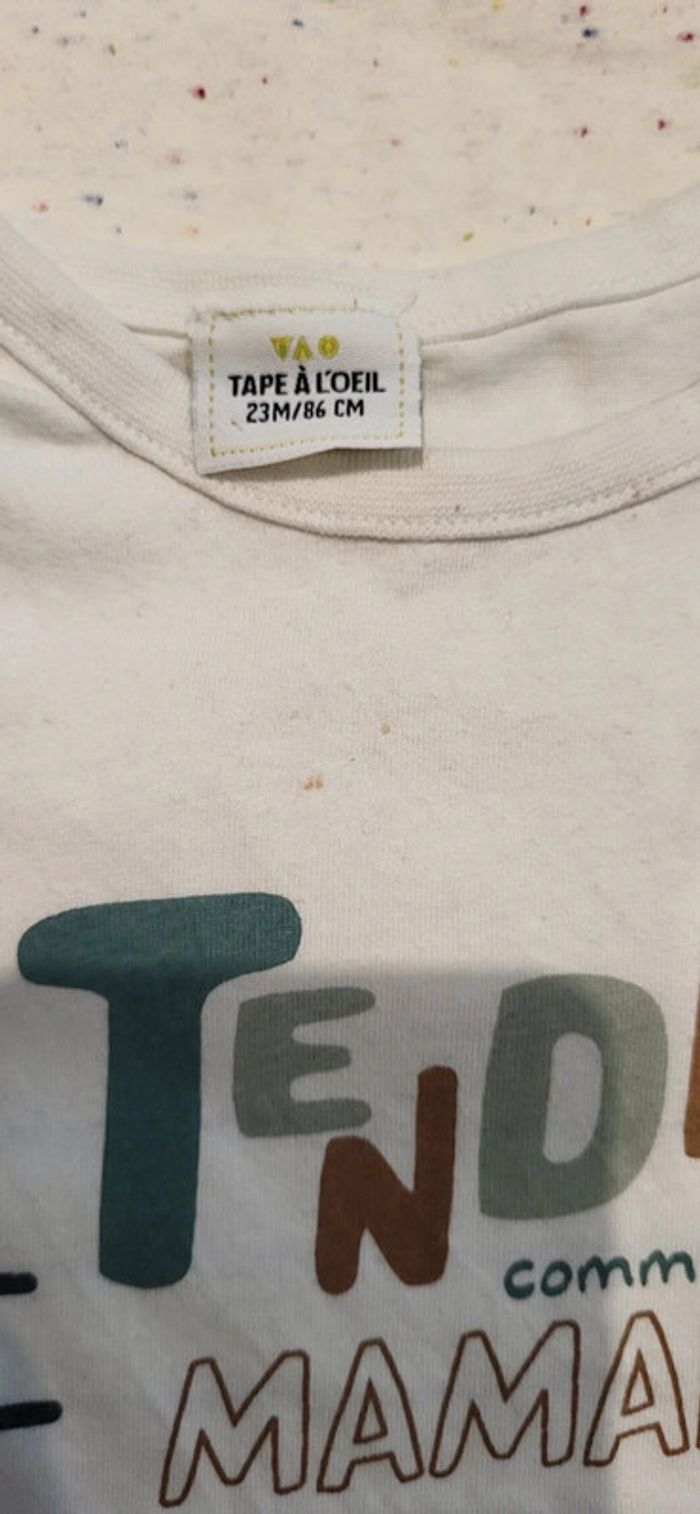 TAO
TAPE À L'OEIL
23M/86 CM
TEND
comm
MAMA